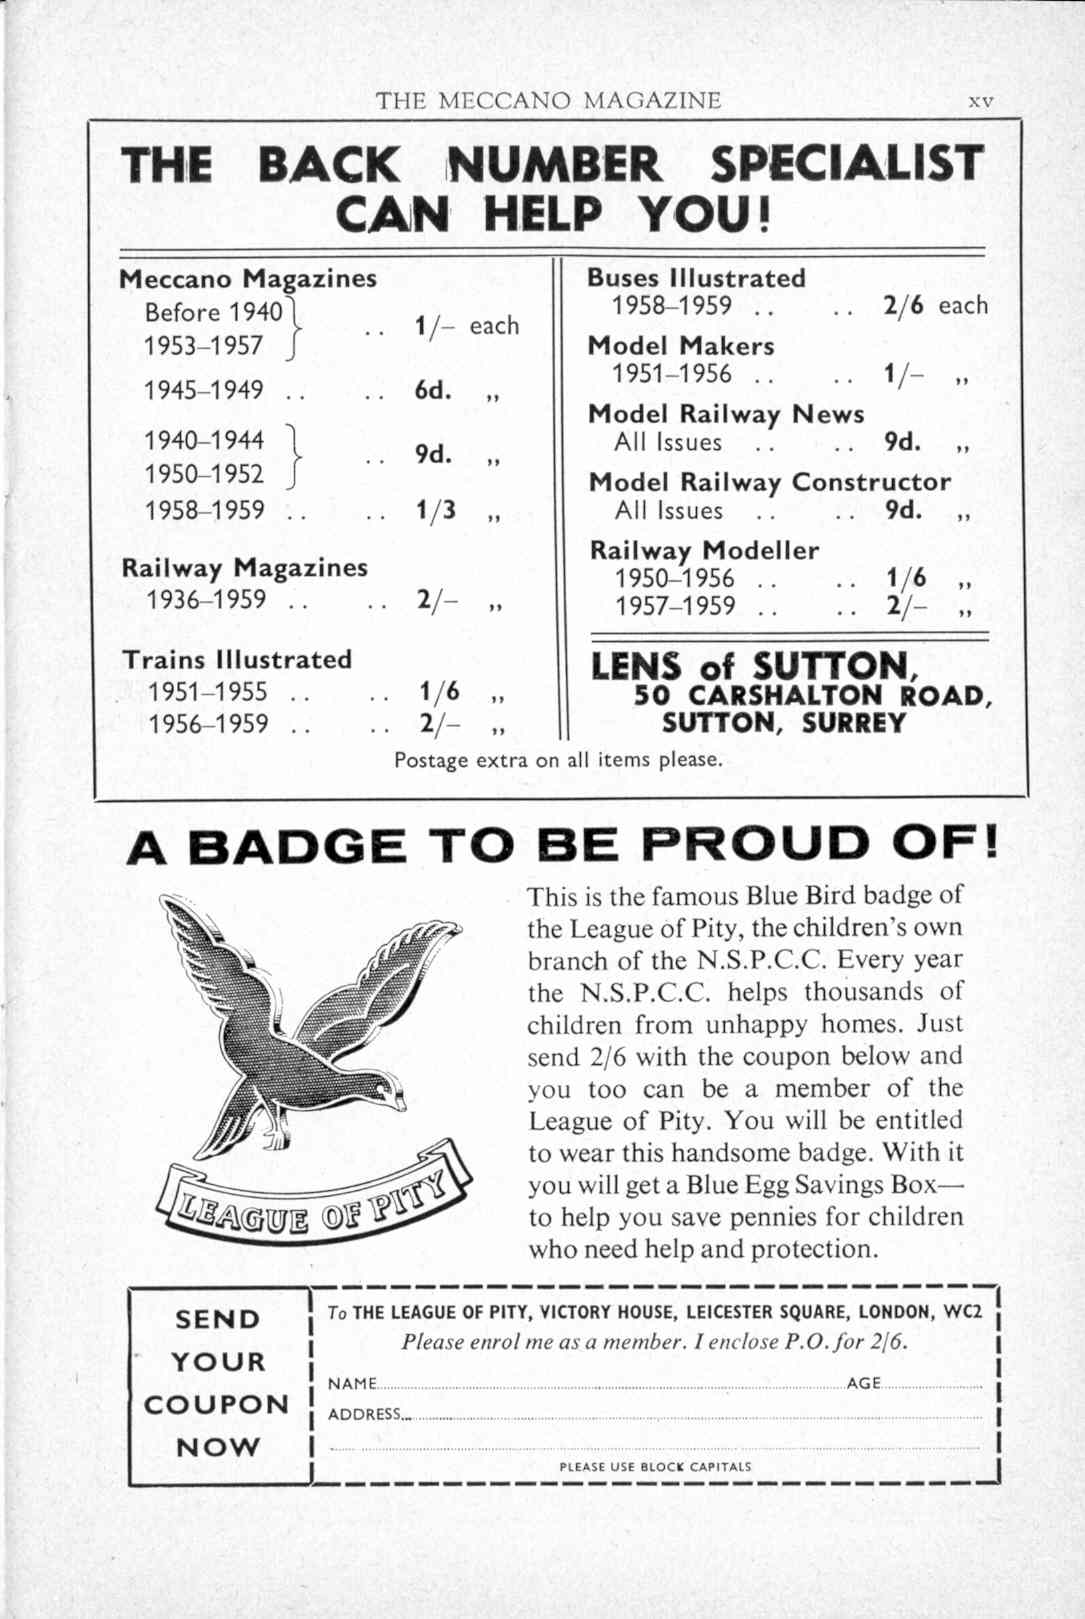 THE MECCANO MAGAZINE xv
THE BACK NUMBER SPECIALIST
CAN HELP YOU!
Meccano Magazines
Before 1940
1953–1957 .. 1/– each
1945–1949 .. .. 6d. ,,
1940–1944
1950–1952 .. 9d. ,,
1958–1959 .. .. 1/3 ,,
Railway Magazines
1936–1959 .. .. 2/– ,,
Trains Illustrated
1951–1955 .. .. 1/6 ,,
1956–1959 .. .. 2/– ,,
Buses Illustrated
1958–1959 .. .. 2/6 each
Model Makers
1951–1956 .. .. 1/– ,,
Model Railway News
All Issues .. .. 9d. ,,
Model Railway Constructor
All Issues .. .. 9d. ,,
Railway Modeller
1950–1956 .. .. 1/6 ,,
1957–1959 .. .. 2/– ,,
LENS of SUTTON,
50 CARSHALTON ROAD,
SUTTON, SURREY
Postage extra on all items please.
A BADGE TO BE PROUD OF!
This is the famous Blue Bird badge of
the League of Pity, the children's own
branch of the N.S.P.C.C. Every year
the N.S.P.C.C. helps thousands of
children from unhappy homes. Just
send 2/6 with the coupon below and
you too can be a member of the
League of Pity. You will be entitled
to wear this handsome badge. With it
you will get a Blue Egg Savings Box—
to help you save pennies for children
who need help and protection.
LEAGUE OF PITY
SEND
YOUR
COUPON
NOW
To THE LEAGUE OF PITY, VICTORY HOUSE, LEICESTER SQUARE, LONDON, WC2
Please enrol me as a member. I enclose P.O. for 2/6.
NAME AGE
ADDRESS
PLEASE USE BLOCK CAPITALS